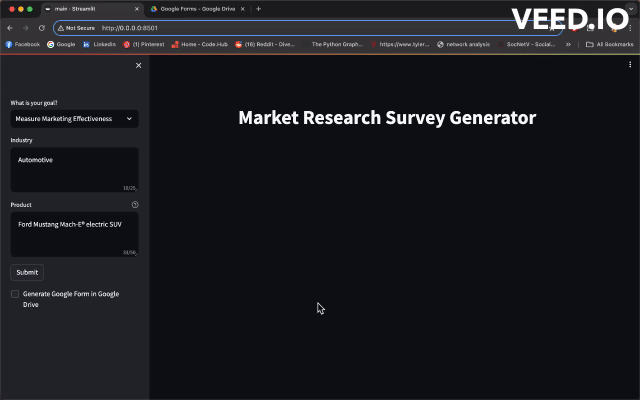 VEED.IO
main · Streamlit
Google Forms - Google Drive
Not Secure
http://0.0.0.0:8501
Facebook
Google
LinkedIn
(1) Pinterest
Home - Code.Hub
(16) Reddit - Dive...
The Python Graph...
https://www.tyler...
network analysis
SocNetV - Social...
All Bookmarks
What is your goal?
Measure Marketing Effectiveness
Industry
Automotive
10/25
Product
Ford Mustang Mach-E® electric SUV
Submit
Generate Google Form in Google
Drive
Market Research Survey Generator